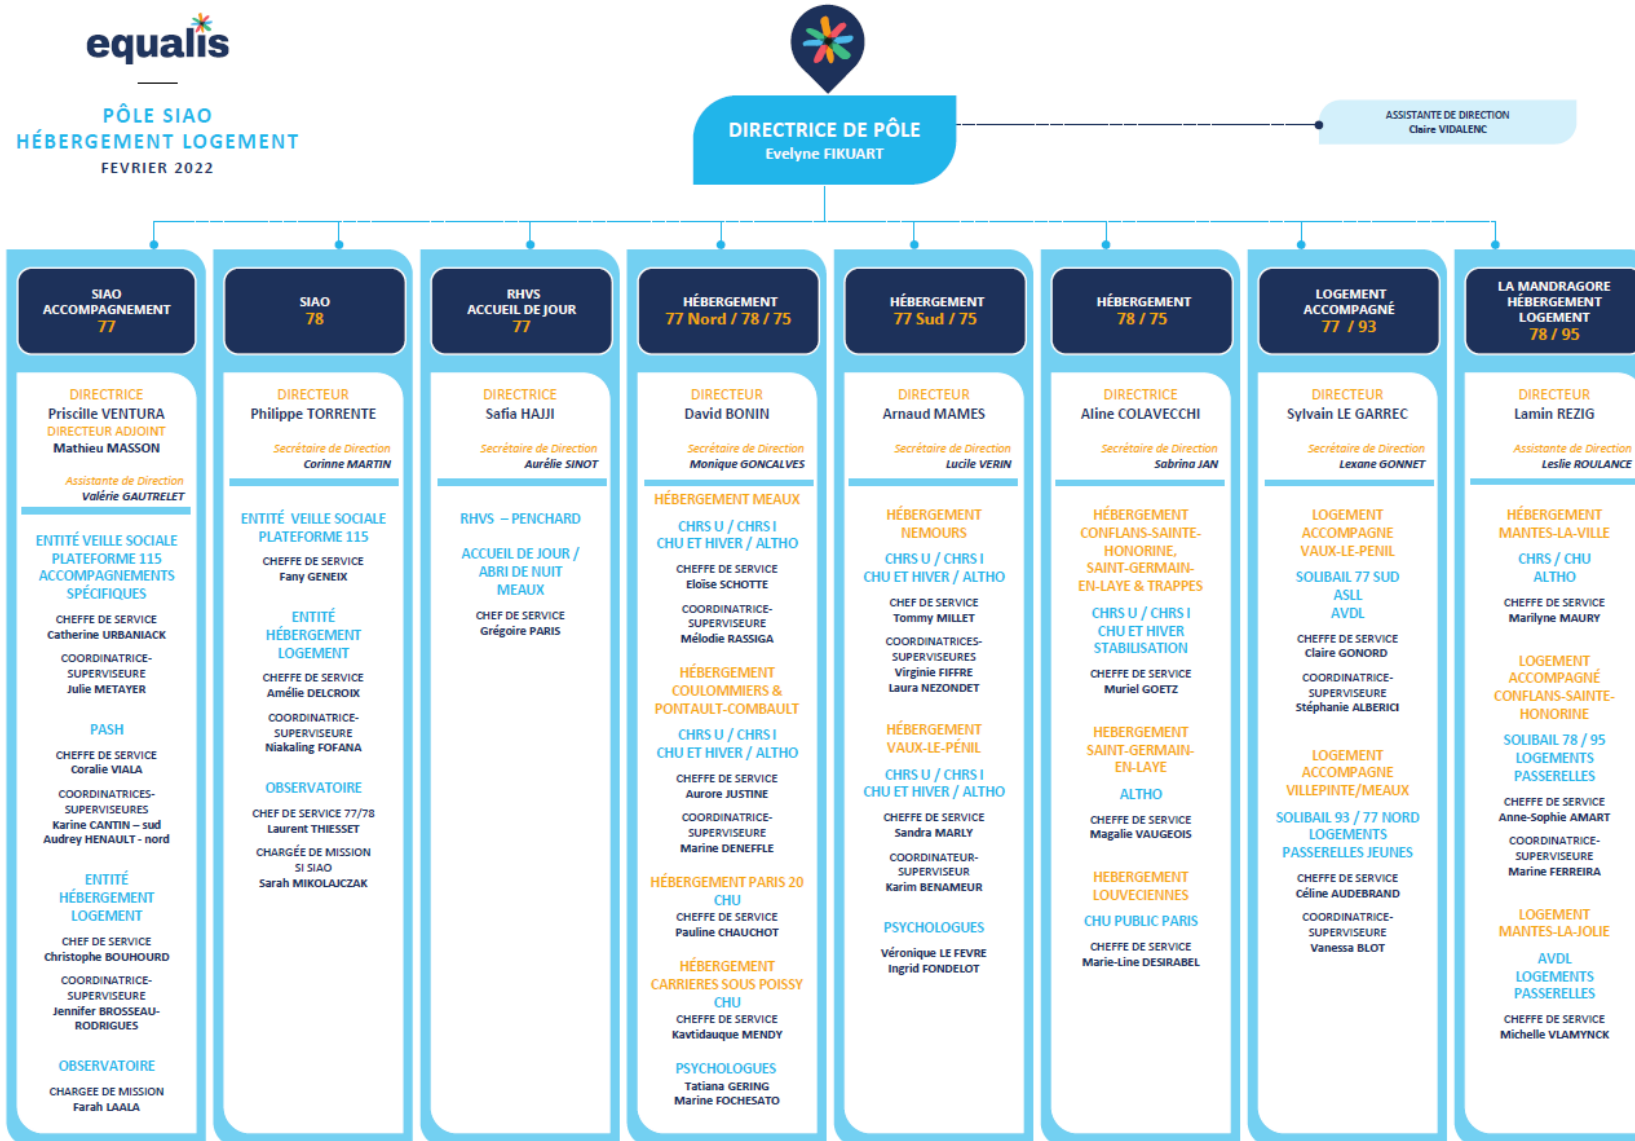 equalis
PÔLE SIAO
HÉBERGEMENT LOGEMENT
FEVRIER 2022
DIRECTRICE DE PÔLE
Evelyne FIKUART
ASSISTANTE DE DIRECTION
Claire VIDALENC
SIAO
ACCOMPAGNEMENT
77
DIRECTRICE
Priscille VENTURA
DIRECTEUR ADJOINT
Mathieu MASSON
Assistante de Direction
Valérie GAUTRELET
ENTITÉ VEILLE SOCIALE
PLATEFORME 115
ACCOMPAGNEMENTS
SPÉCIFIQUES
CHEFFE DE SERVICE
Catherine URBANIACK
COORDINATRICE-
SUPERVISEURE
Julie METAYER
PASH
CHEFFE DE SERVICE
Coralie VIALA
COORDINATRICES-
SUPERVISEURES
Karine CANTIN – sud
Audrey HENAULT - nord
ENTITÉ
HÉBERGEMENT
LOGEMENT
CHEF DE SERVICE
Christophe BOUHOURD
COORDINATRICE-
SUPERVISEURE
Jennifer BROSSEAU-
RODRIGUES
OBSERVATOIRE
CHARGEE DE MISSION
Farah LAALA
SIAO
78
DIRECTEUR
Philippe TORRENTE
Secrétaire de Direction
Corinne MARTIN
ENTITÉ VEILLE SOCIALE
PLATEFORME 115
CHEFFE DE SERVICE
Fany GENEIX
ENTITÉ
HÉBERGEMENT
LOGEMENT
CHEFFE DE SERVICE
Amélie DELCROIX
COORDINATRICE-
SUPERVISEURE
Niakaling FOFANA
OBSERVATOIRE
CHEF DE SERVICE 77/78
Laurent THIESSET
CHARGÉE DE MISSION
SI SIAO
Sarah MIKOLAJCZAK
RHVS
ACCUEIL DE JOUR
77
DIRECTRICE
Safia HAJJI
Secrétaire de Direction
Aurélie SINOT
RHVS – PENCHARD
ACCUEIL DE JOUR /
ABRI DE NUIT
MEAUX
CHEF DE SERVICE
Grégoire PARIS
HÉBERGEMENT
77 Nord / 78 / 75
DIRECTEUR
David BONIN
Secrétaire de Direction
Monique GONCALVES
HÉBERGEMENT MEAUX
CHRS U / CHRS I
CHU ET HIVER / ALTHO
CHEFFE DE SERVICE
Eloïse SCHOTTE
COORDINATRICE-
SUPERVISEURE
Mélodie RASSIGA
HÉBERGEMENT
COULOMMIERS &
PONTAULT-COMBAULT
CHRS U / CHRS I
CHU ET HIVER / ALTHO
CHEFFE DE SERVICE
Aurore JUSTINE
COORDINATRICE-
SUPERVISEURE
Marine DENEFFLE
HÉBERGEMENT PARIS 20
CHU
CHEFFE DE SERVICE
Pauline CHAUCHOT
HÉBERGEMENT
CARRIERES SOUS POISSY
CHU
CHEFFE DE SERVICE
Kavtidauque MENDY
PSYCHOLOGUES
Tatiana GERING
Marine FOCHESATO
HÉBERGEMENT
77 Sud / 75
DIRECTEUR
Arnaud MAMES
Secrétaire de Direction
Lucile VERIN
HÉBERGEMENT
NEMOURS
CHRS U / CHRS I
CHU ET HIVER / ALTHO
CHEF DE SERVICE
Tommy MILLET
COORDINATRICES-
SUPERVISEURES
Virginie FIFFRE
Laura NEZONDET
HÉBERGEMENT
VAUX-LE-PÉNIL
CHRS U / CHRS I
CHU ET HIVER / ALTHO
CHEFFE DE SERVICE
Sandra MARLY
COORDINATEUR-
SUPERVISEUR
Karim BENAMEUR
PSYCHOLOGUES
Véronique LE FEVRE
Ingrid FONDELOT
HÉBERGEMENT
78 / 75
DIRECTRICE
Aline COLAVECCHI
Secrétaire de Direction
Sabrina JAN
HÉBERGEMENT
CONFLANS-SAINTE-
HONORINE,
SAINT-GERMAIN-
EN-LAYE & TRAPPES
CHRS U / CHRS I
CHU ET HIVER
STABILISATION
CHEFFE DE SERVICE
Muriel GOETZ
HEBERGEMENT
SAINT-GERMAIN-
EN-LAYE
ALTHO
CHEFFE DE SERVICE
Magalie VAUGEOIS
HEBERGEMENT
LOUVECIENNES
CHU PUBLIC PARIS
CHEFFE DE SERVICE
Marie-Line DESIRABEL
LOGEMENT
ACCOMPAGNÉ
77 / 93
DIRECTEUR
Sylvain LE GARREC
Secrétaire de Direction
Lexane GONNET
LOGEMENT
ACCOMPAGNE
VAUX-LE-PENIL
SOLIBAIL 77 SUD
ASLL
AVDL
CHEFFE DE SERVICE
Claire GONORD
COORDINATRICE-
SUPERVISEURE
Stéphanie ALBERICI
LOGEMENT
ACCOMPAGNE
VILLEPINTE/MEAUX
SOLIBAIL 93 / 77 NORD
LOGEMENTS
PASSERELLES JEUNES
CHEFFE DE SERVICE
Céline AUDEBRAND
COORDINATRICE-
SUPERVISEURE
Vanessa BLOT
LA MANDRAGORE
HÉBERGEMENT
LOGEMENT
78 / 95
DIRECTEUR
Lamin REZIG
Assistante de Direction
Leslie ROULANCE
HÉBERGEMENT
MANTES-LA-VILLE
CHRS / CHU
ALTHO
CHEFFE DE SERVICE
Marilyne MAURY
LOGEMENT
ACCOMPAGNÉ
CONFLANS-SAINTE-
HONORINE
SOLIBAIL 78 / 95
LOGEMENTS
PASSERELLES
CHEFFE DE SERVICE
Anne-Sophie AMART
COORDINATRICE-
SUPERVISEURE
Marine FERREIRA
LOGEMENT
MANTES-LA-JOLIE
AVDL
LOGEMENTS
PASSERELLES
CHEFFE DE SERVICE
Michelle VLAMYNCK